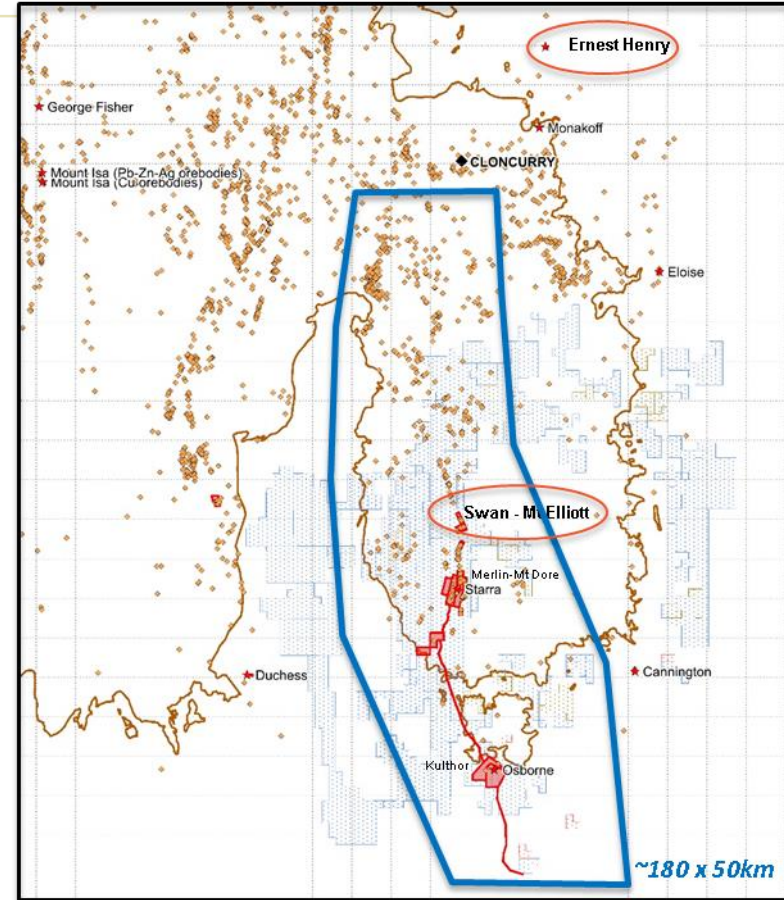 Ernest Henry
George Fisher
Monakoff
CLONCURRY
Mount Isa (Pb-Zn-Ag orebodies)
Mount Isa (Cu orebodies)
Eloise
Swan - Mt Elliott
Merlin-Mt Dore
Starra
Duchess
Cannington
Kulthor
Osborne
~180 x 50km